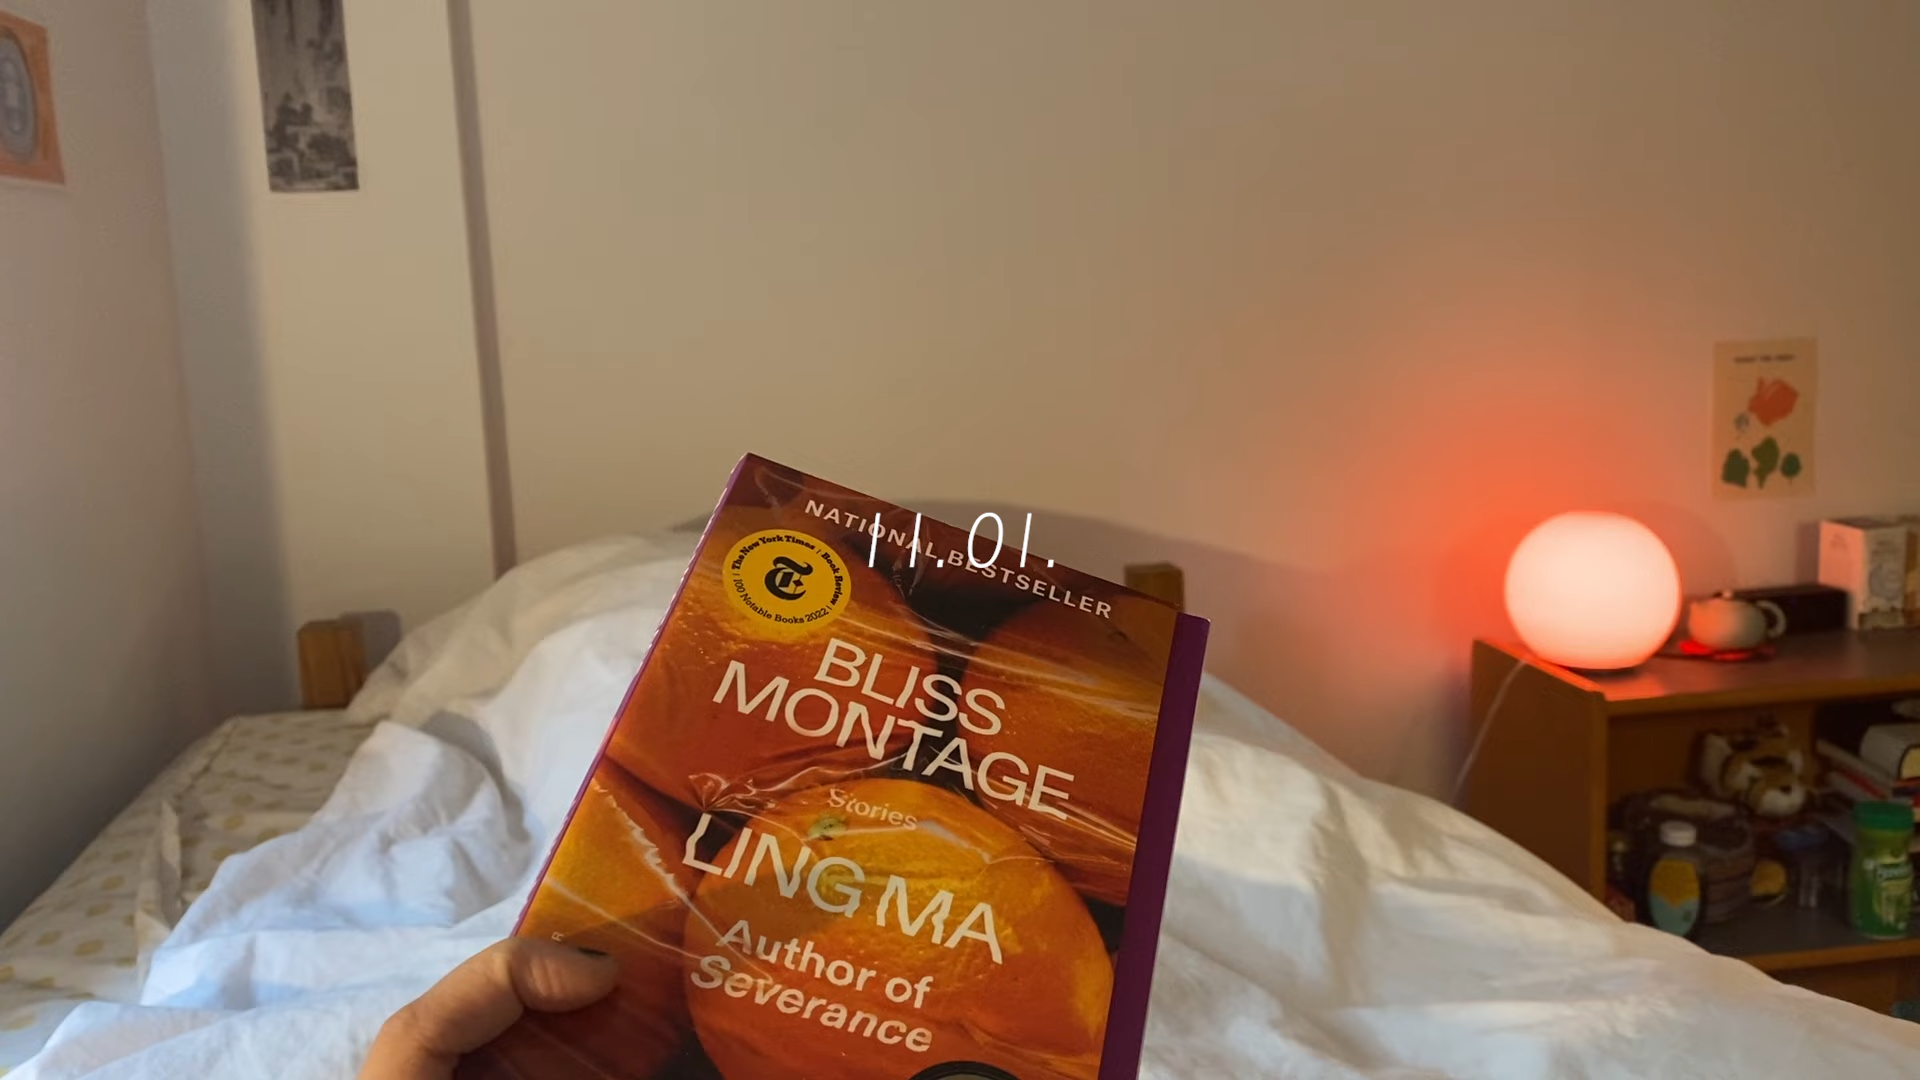 11.01.
NATIONAL BESTSELLER
The New York Times | Book Review
100 Notable Books 2022
BLISS
MONTAGE
Stories
LING MA
Author of
Severance